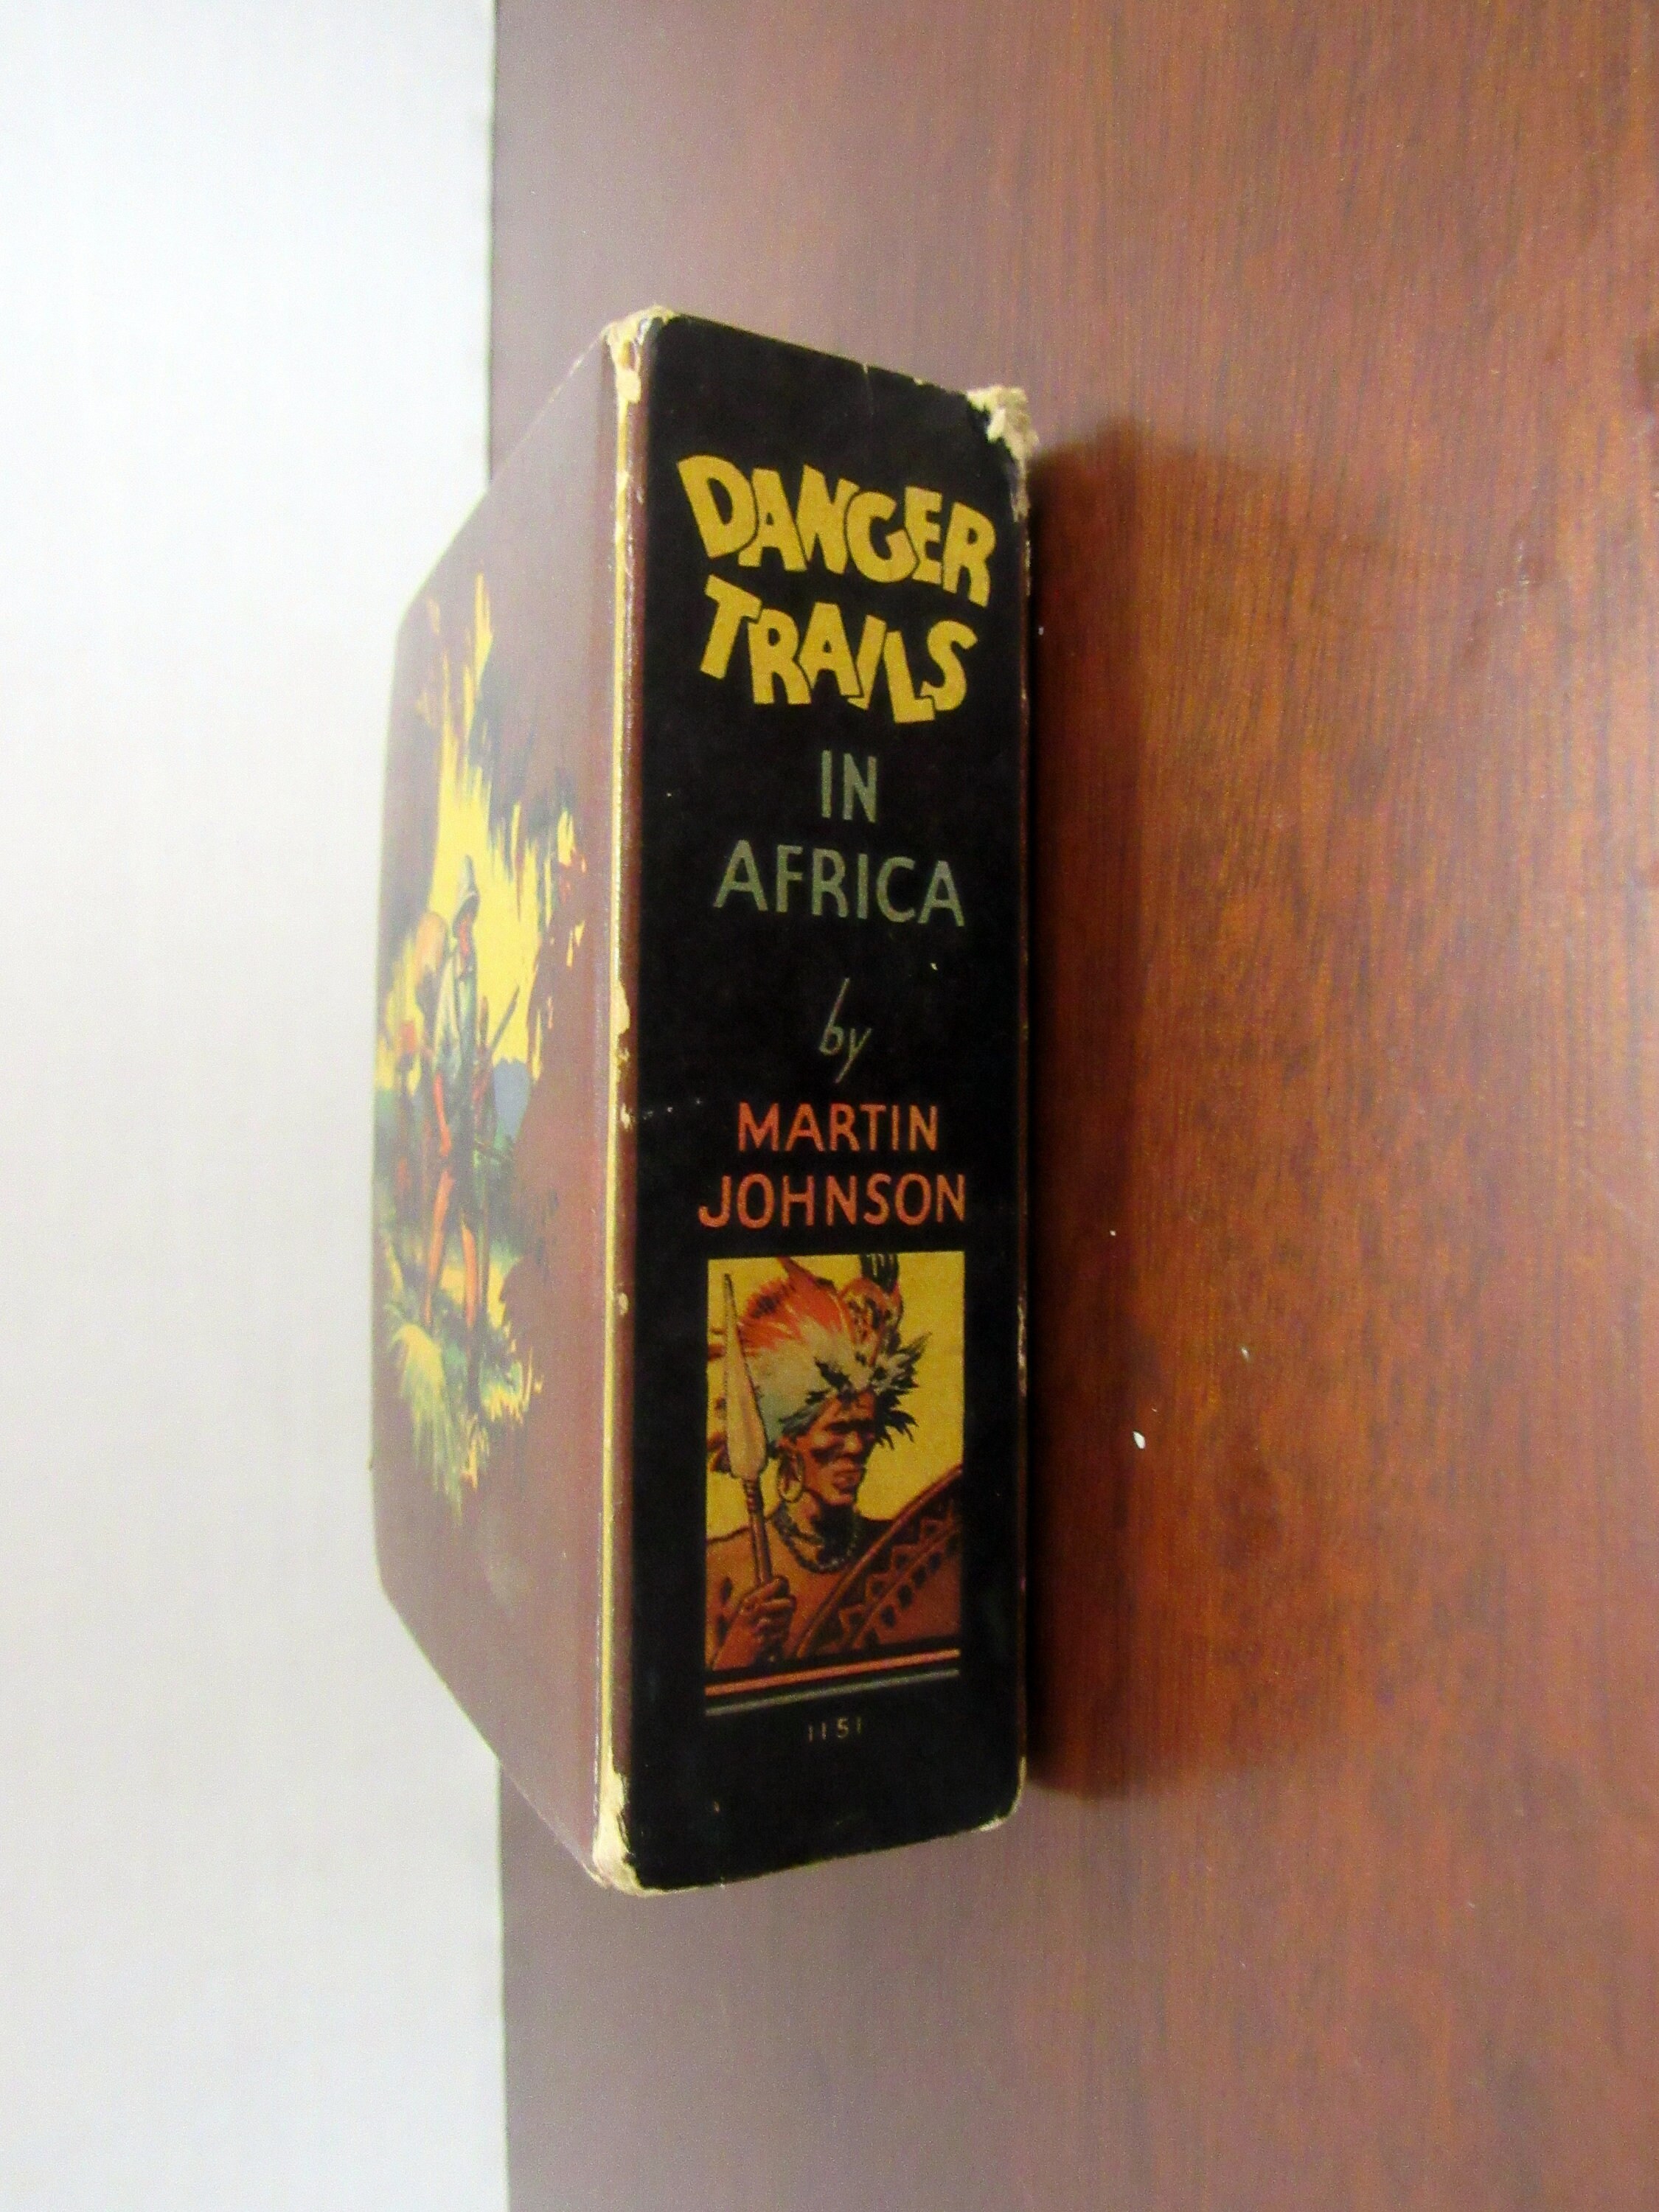 DANGER
TRAILS
IN
AFRICA
by
MARTIN
JOHNSON
1151